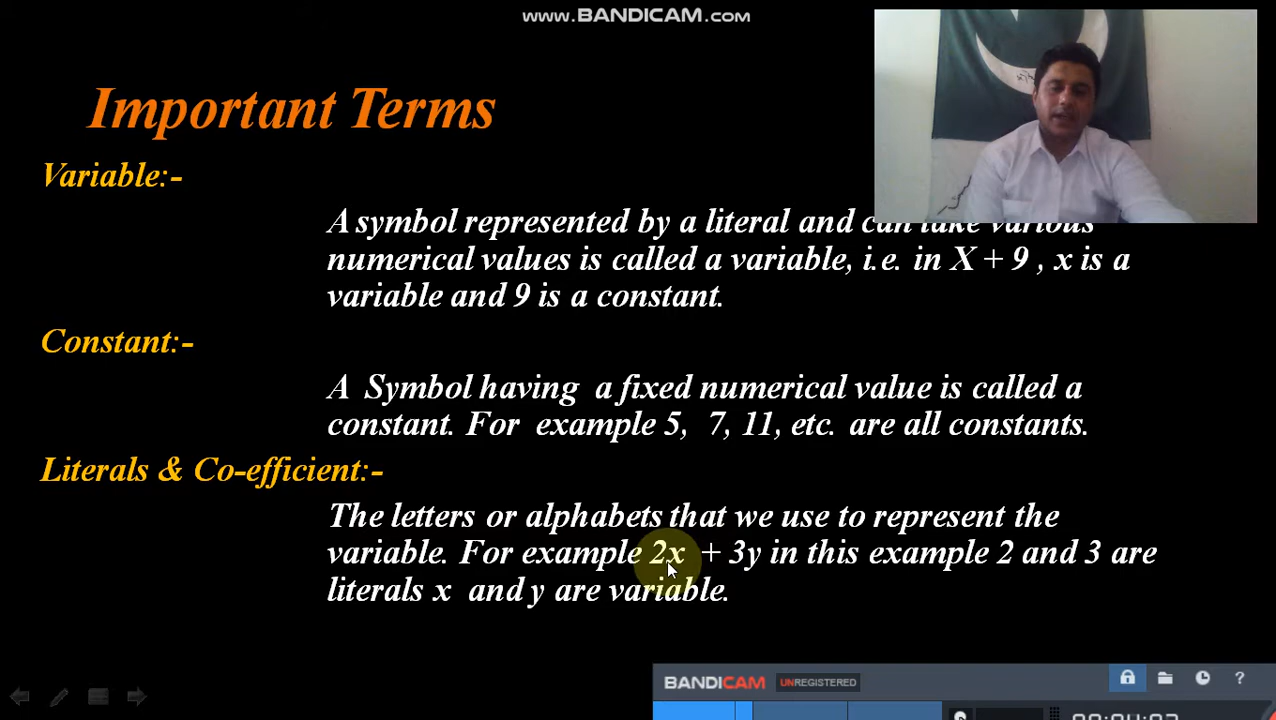 www.BANDICAM.com
Important Terms
Variable:-
A symbol represented by a literal and can take various
numerical values is called a variable, i.e. in X + 9 , x is a
variable and 9 is a constant.
Constant:-
A Symbol having a fixed numerical value is called a
constant. For example 5, 7, 11, etc. are all constants.
Literals & Co-efficient:-
The letters or alphabets that we use to represent the
variable. For example 2x + 3y in this example 2 and 3 are
literals x and y are variable.
BANDICAM UNREGISTERED